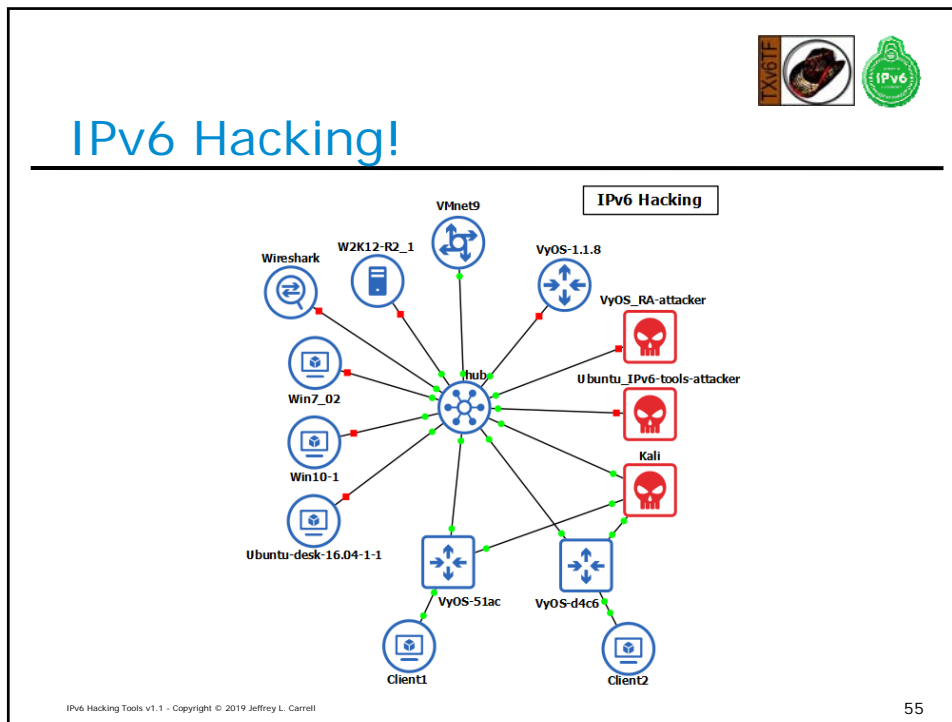 TXv6TF
IPv6
IPv6 Hacking!
IPv6 Hacking
VMnet9
W2K12-R2_1
VyOS-1.1.8
Wireshark
VyOS_RA-attacker
hub
Ubuntu_IPv6-tools-attacker
Win7_02
Kali
Win10-1
Ubuntu-desk-16.04-1-1
VyOS-51ac
VyOS-d4c6
Client1
Client2
IPv6 Hacking Tools v1.1 - Copyright © 2019 Jeffrey L. Carrell
55